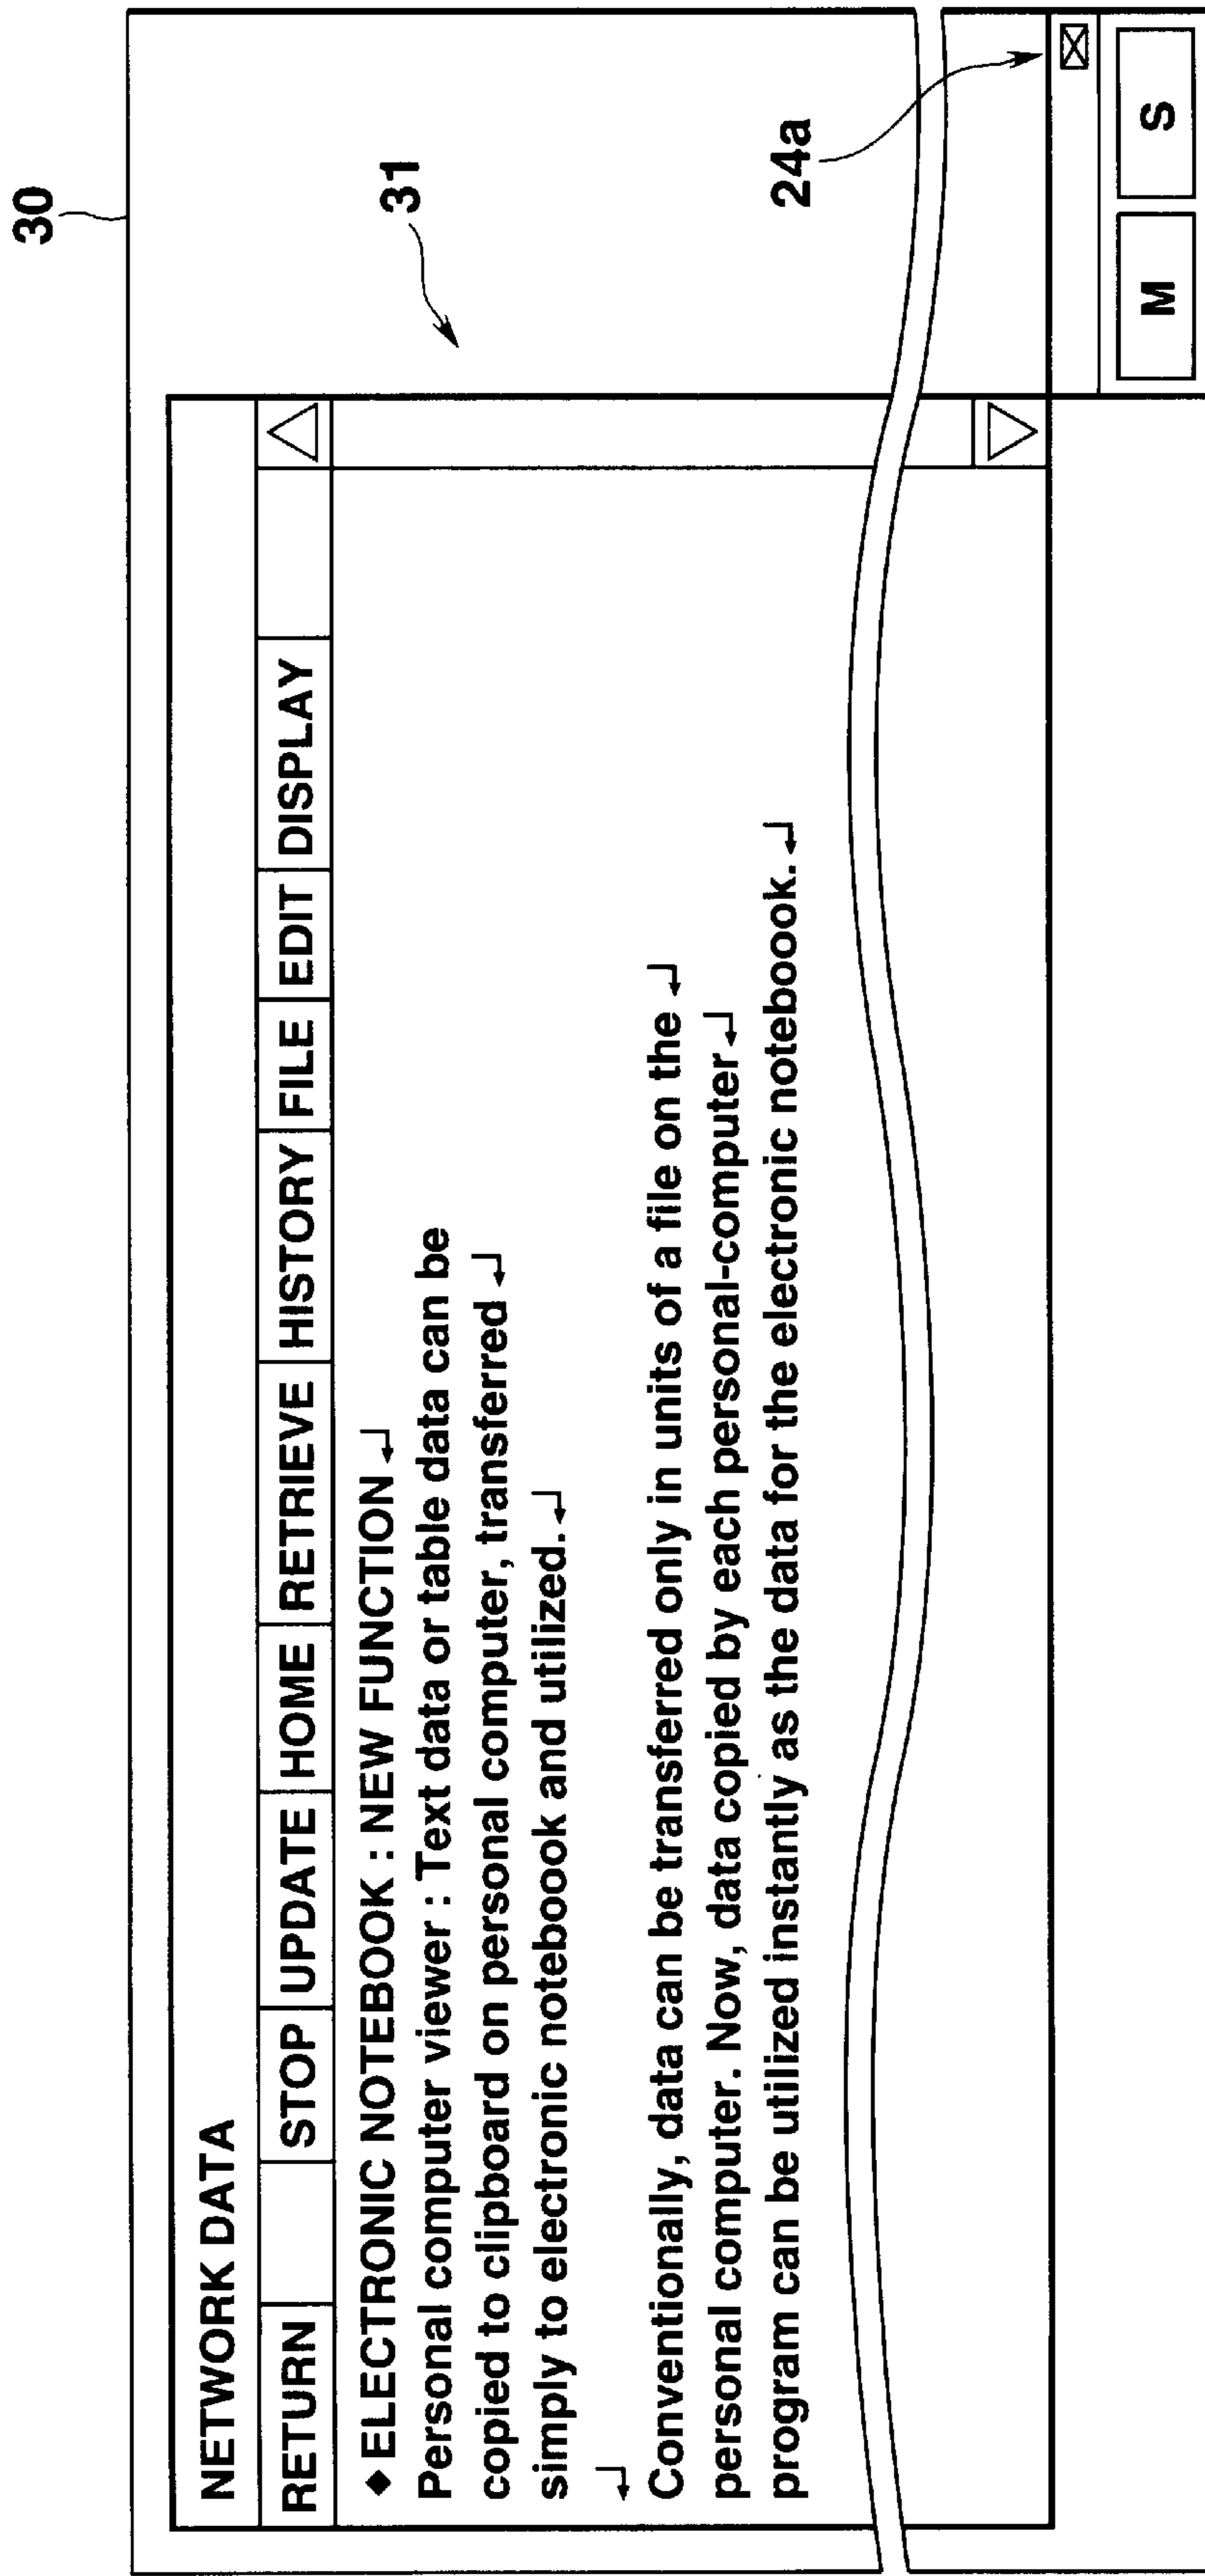 30
31
NETWORK DATA
RETURN STOP UPDATE HOME RETRIEVE HISTORY FILE EDIT DISPLAY
◆ ELECTRONIC NOTEBOOK : NEW FUNCTION ↵
Personal computer viewer : Text data or table data can be
copied to clipboard on personal computer, transferred ↵
simply to electronic notebook and utilized. ↵
↵
Conventionally, data can be transferred only in units of a file on the ↵
personal computer. Now, data copied by each personal-computer ↵
program can be utilized instantly as the data for the electronic notebook. ↵
24a
M S